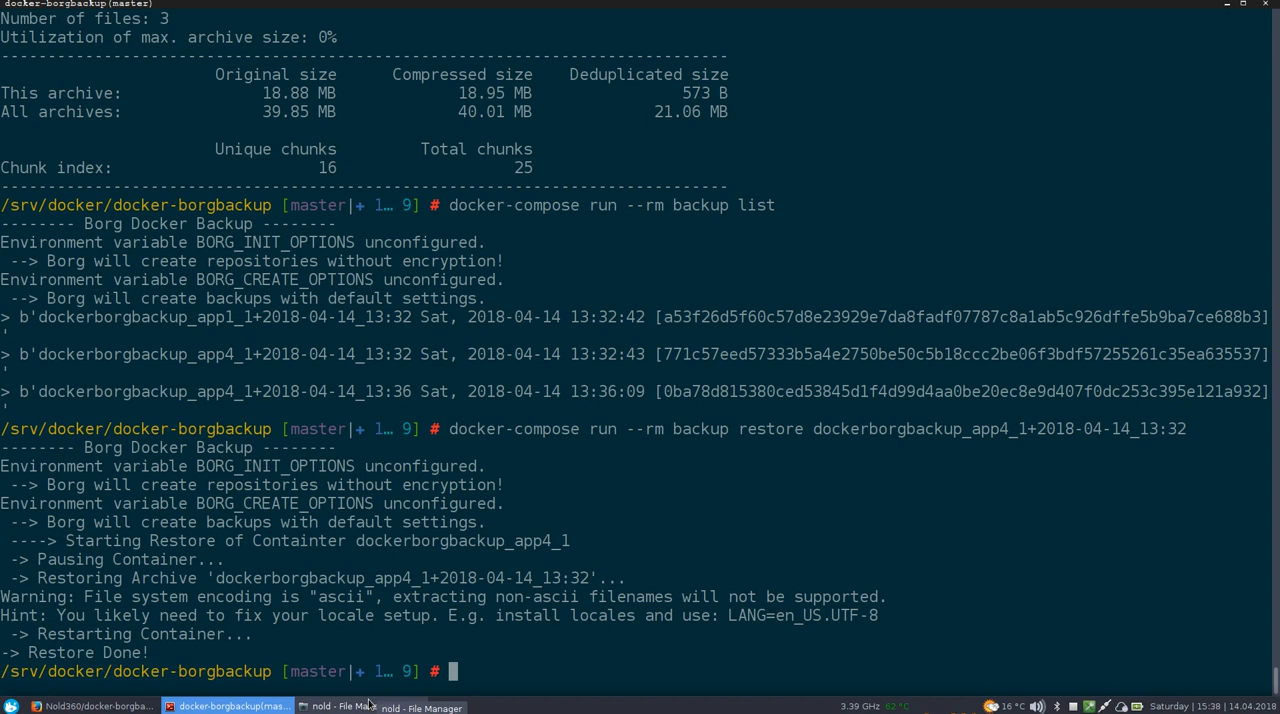 docker-borgbackup(master)
Number of files: 3
Utilization of max. archive size: 0%
------------------------------------------------------------------------------
Original size Compressed size Deduplicated size
This archive: 18.88 MB 18.95 MB 573 B
All archives: 39.85 MB 40.01 MB 21.06 MB
Unique chunks Total chunks
Chunk index: 16 25
------------------------------------------------------------------------------
/srv/docker/docker-borgbackup [master|+ 1… 9] # docker-compose run --rm backup list
-------- Borg Docker Backup --------
Environment variable BORG_INIT_OPTIONS unconfigured.
--> Borg will create repositories without encryption!
Environment variable BORG_CREATE_OPTIONS unconfigured.
--> Borg will create backups with default settings.
> b'dockerborgbackup_app1_1+2018-04-14_13:32 Sat, 2018-04-14 13:32:42 [a53f26d5f60c57d8e23929e7da8fadf07787c8a1ab5c926dffe5b9ba7ce688b3]
'
> b'dockerborgbackup_app4_1+2018-04-14_13:32 Sat, 2018-04-14 13:32:43 [771c57eed57333b5a4e2750be50c5b18ccc2be06f3bdf57255261c35ea635537]
'
> b'dockerborgbackup_app4_1+2018-04-14_13:36 Sat, 2018-04-14 13:36:09 [0ba78d815380ced53845d1f4d99d4aa0be20ec8e9d407f0dc253c395e121a932]
'
/srv/docker/docker-borgbackup [master|+ 1… 9] # docker-compose run --rm backup restore dockerborgbackup_app4_1+2018-04-14_13:32
-------- Borg Docker Backup --------
Environment variable BORG_INIT_OPTIONS unconfigured.
--> Borg will create repositories without encryption!
Environment variable BORG_CREATE_OPTIONS unconfigured.
--> Borg will create backups with default settings.
----> Starting Restore of Containter dockerborgbackup_app4_1
-> Pausing Container...
-> Restoring Archive 'dockerborgbackup_app4_1+2018-04-14_13:32'...
Warning: File system encoding is "ascii", extracting non-ascii filenames will not be supported.
Hint: You likely need to fix your locale setup. E.g. install locales and use: LANG=en_US.UTF-8
-> Restarting Container...
-> Restore Done!
/srv/docker/docker-borgbackup [master|+ 1… 9] #
Nold360/docker-borgba... docker-borgbackup(mas... nold - File Ma nold - File Manager 3.39 GHz 62 °C 16 °C Saturday | 15:38 | 14.04.2018